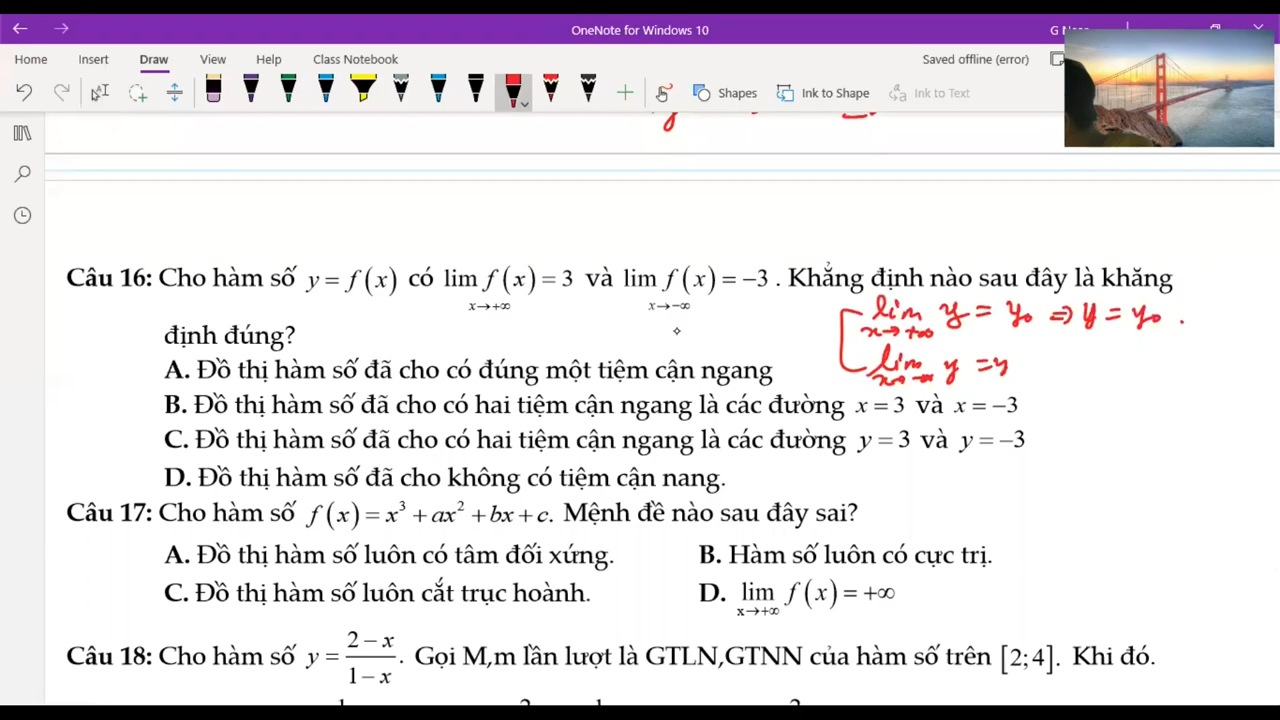 OneNote for Windows 10
Home Insert Draw View Help Class Notebook Saved offline (error)
Shapes Ink to Shape Ink to Text
Câu 16: Cho hàm số y = f(x) có lim f(x) = 3 và lim f(x) = −3. Khẳng định nào sau đây là khăng
x→+∞ x→−∞
lim y = y₀ ⇒ y = y₀.
x→+∞
định đúng?
lim y = y
x→−∞
A. Đồ thị hàm số đã cho có đúng một tiệm cận ngang
B. Đồ thị hàm số đã cho có hai tiệm cận ngang là các đường x = 3 và x = −3
C. Đồ thị hàm số đã cho có hai tiệm cận ngang là các đường y = 3 và y = −3
D. Đồ thị hàm số đã cho không có tiệm cận nang.
Câu 17: Cho hàm số f(x) = x³ + ax² + bx + c. Mệnh đề nào sau đây sai?
A. Đồ thị hàm số luôn có tâm đối xứng. B. Hàm số luôn có cực trị.
C. Đồ thị hàm số luôn cắt trục hoành. D. lim f(x) = +∞
x→+∞
Câu 18: Cho hàm số y = (2 − x)/(1 − x). Gọi M,m lần lượt là GTLN,GTNN của hàm số trên [2;4]. Khi đó.